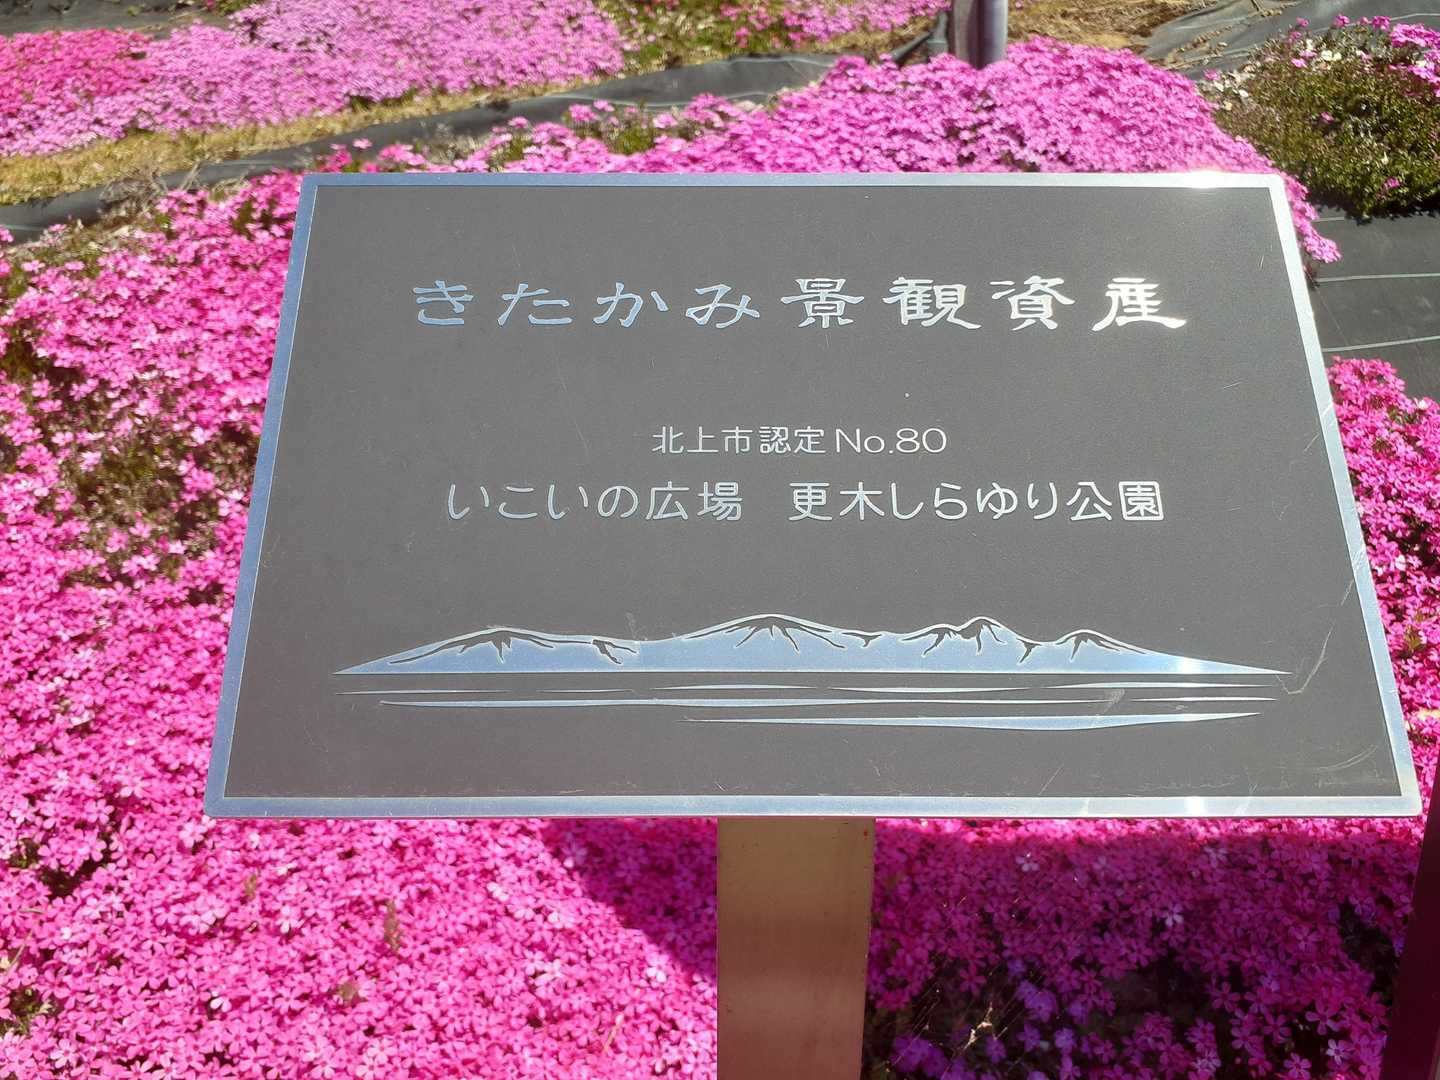 きたかみ景観資産
北上市認定No.80
いこいの広場　更木しらゆり公園